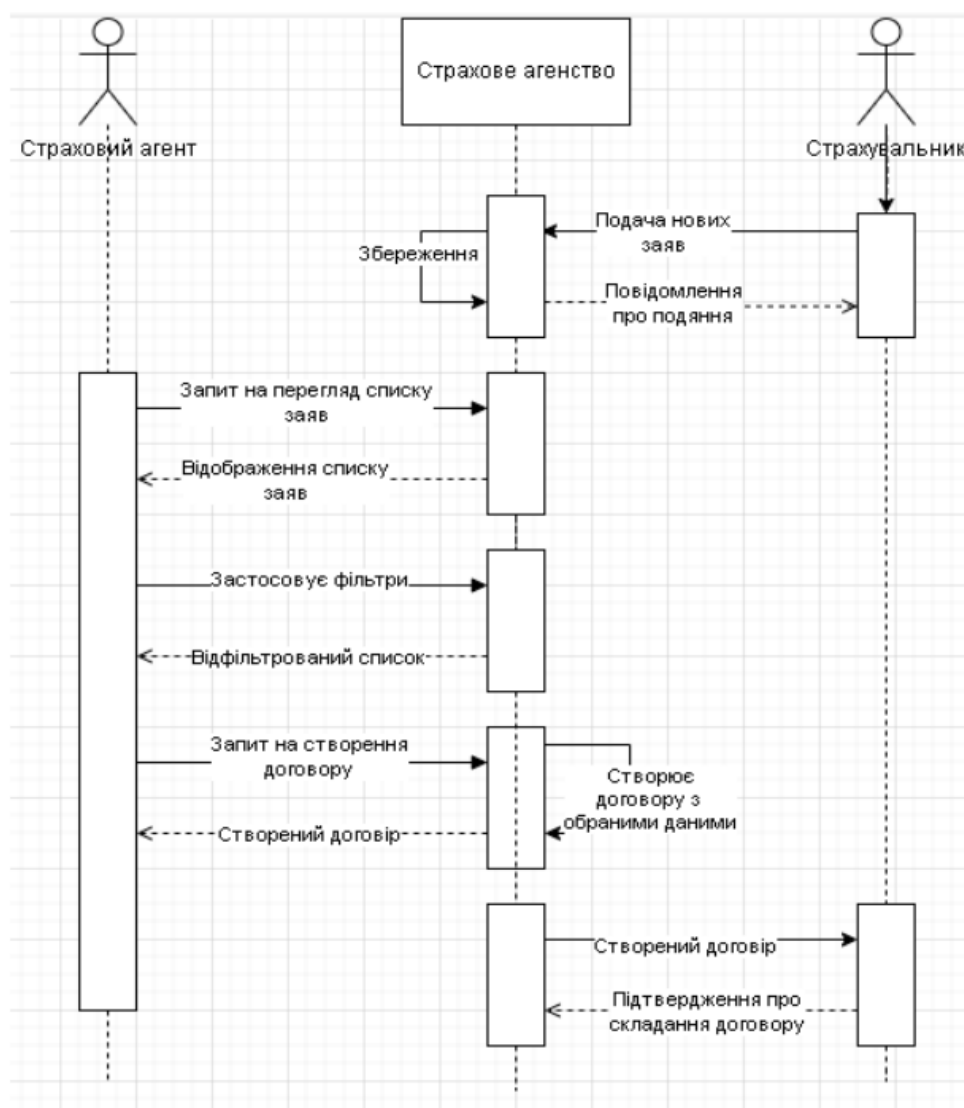 Страхове агенство
Страховий агент
Страхувальник
Подача нових
заяв
Збереження
Повідомлення
про подяння
Запит на перегляд списку
заяв
Відображення списку
заяв
Застосовує фільтри
Відфільтрований список
Запит на створення
договору
Створює
договору з
обраними даними
Створений договір
Створений договір
Підтвердження про
складання договору